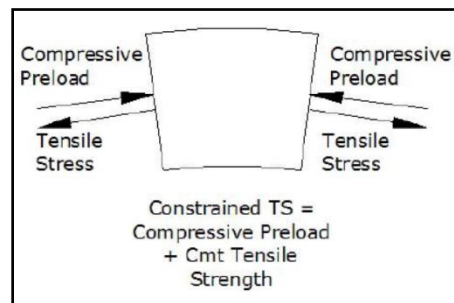 Compressive
Preload
Compressive
Preload
Tensile
Stress
Tensile
Stress
Constrained TS =
Compressive Preload
+ Cmt Tensile
Strength